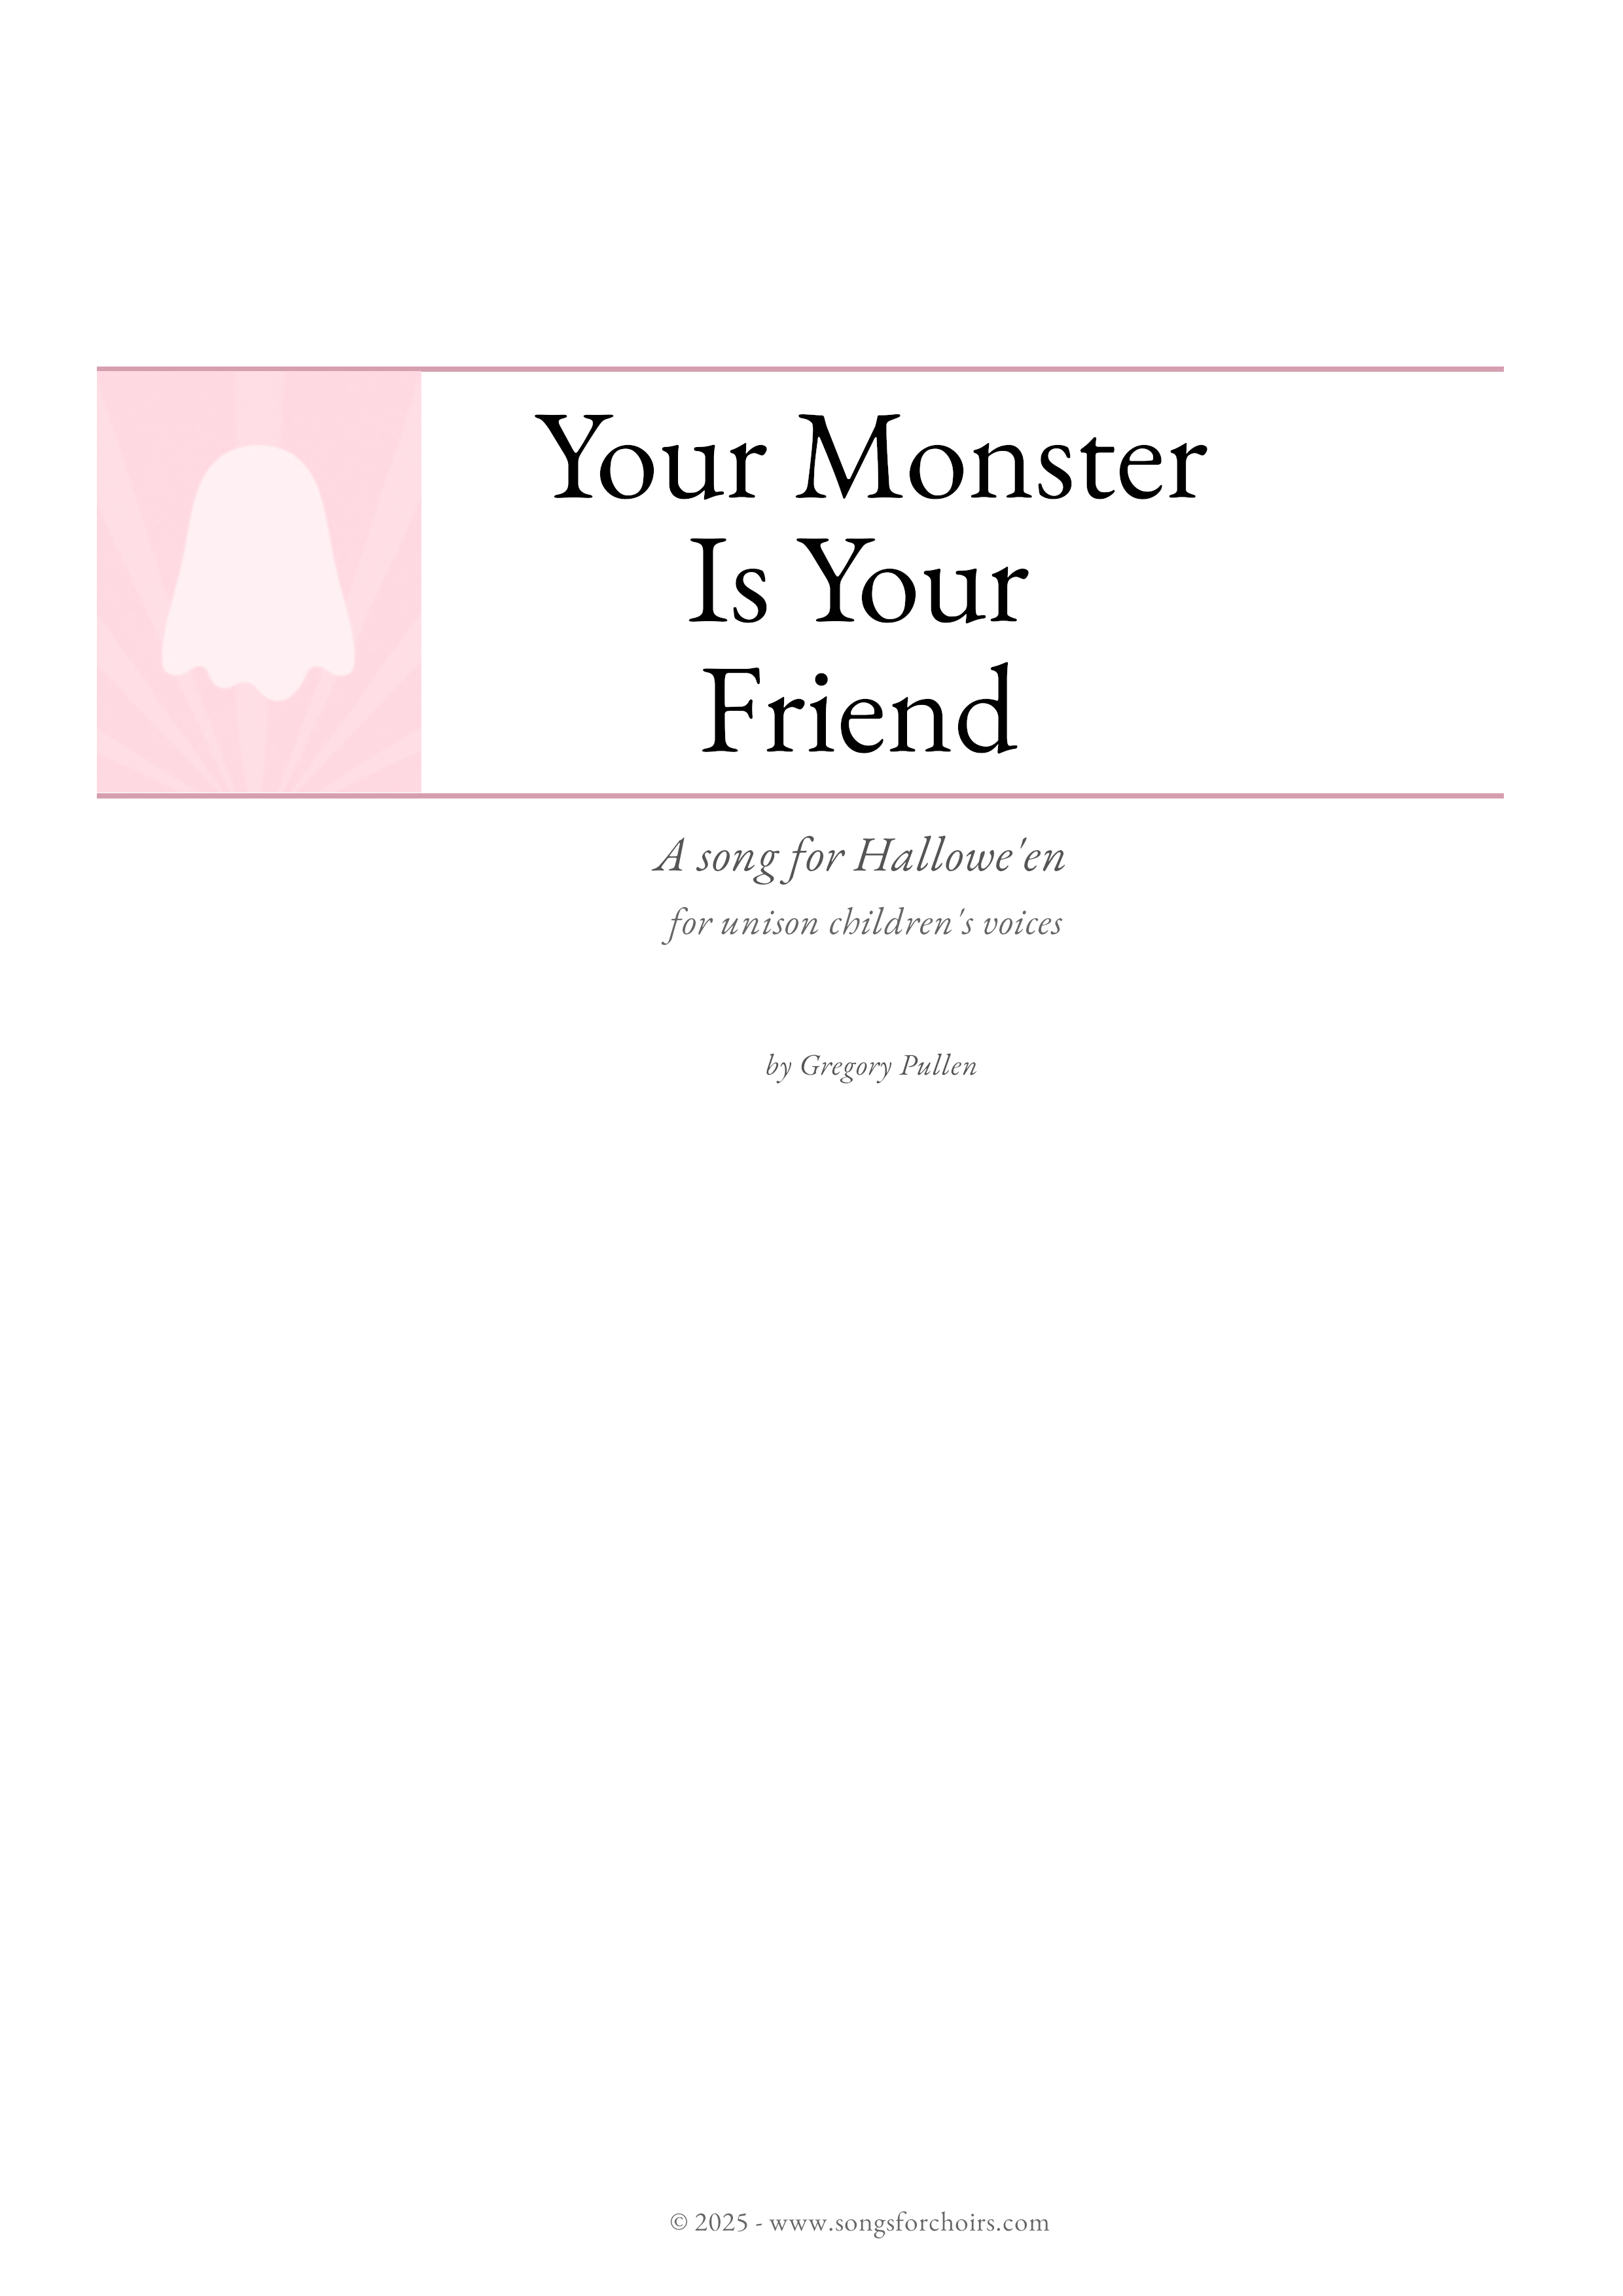 Your Monster
Is Your
Friend
A song for Hallowe'en
for unison children's voices
by Gregory Pullen
© 2025 - www.songsforchoirs.com